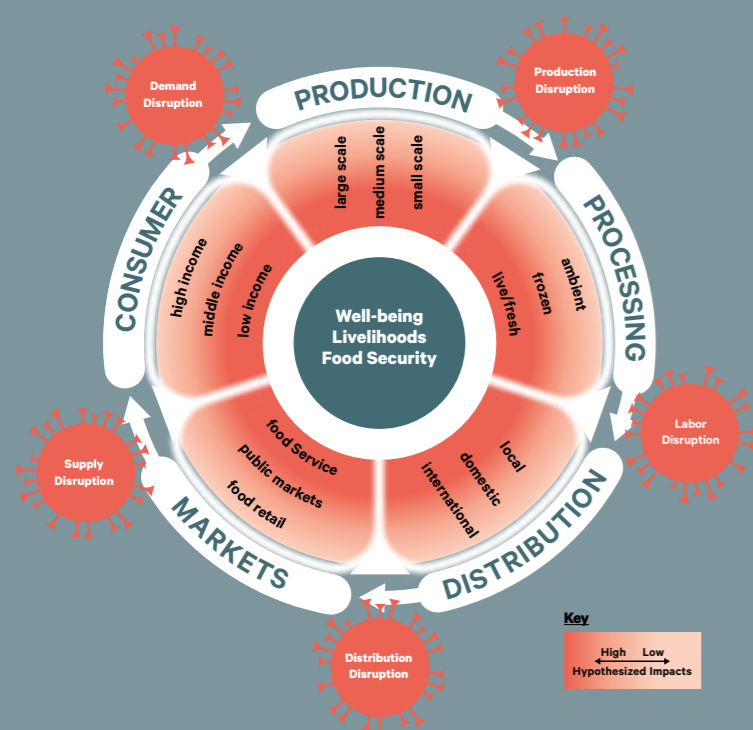 Demand
Disruption
PRODUCTION
Production
Disruption
large scale
medium scale
small scale
CONSUMER
high income
middle income
low income
PROCESSING
live/fresh
frozen
ambient
Well-being
Livelihoods
Food Security
Labor
Disruption
Supply
Disruption
food Service
public markets
food retail
MARKETS
local
domestic
international
DISTRIBUTION
Distribution
Disruption
Key
High Low
Hypothesized Impacts